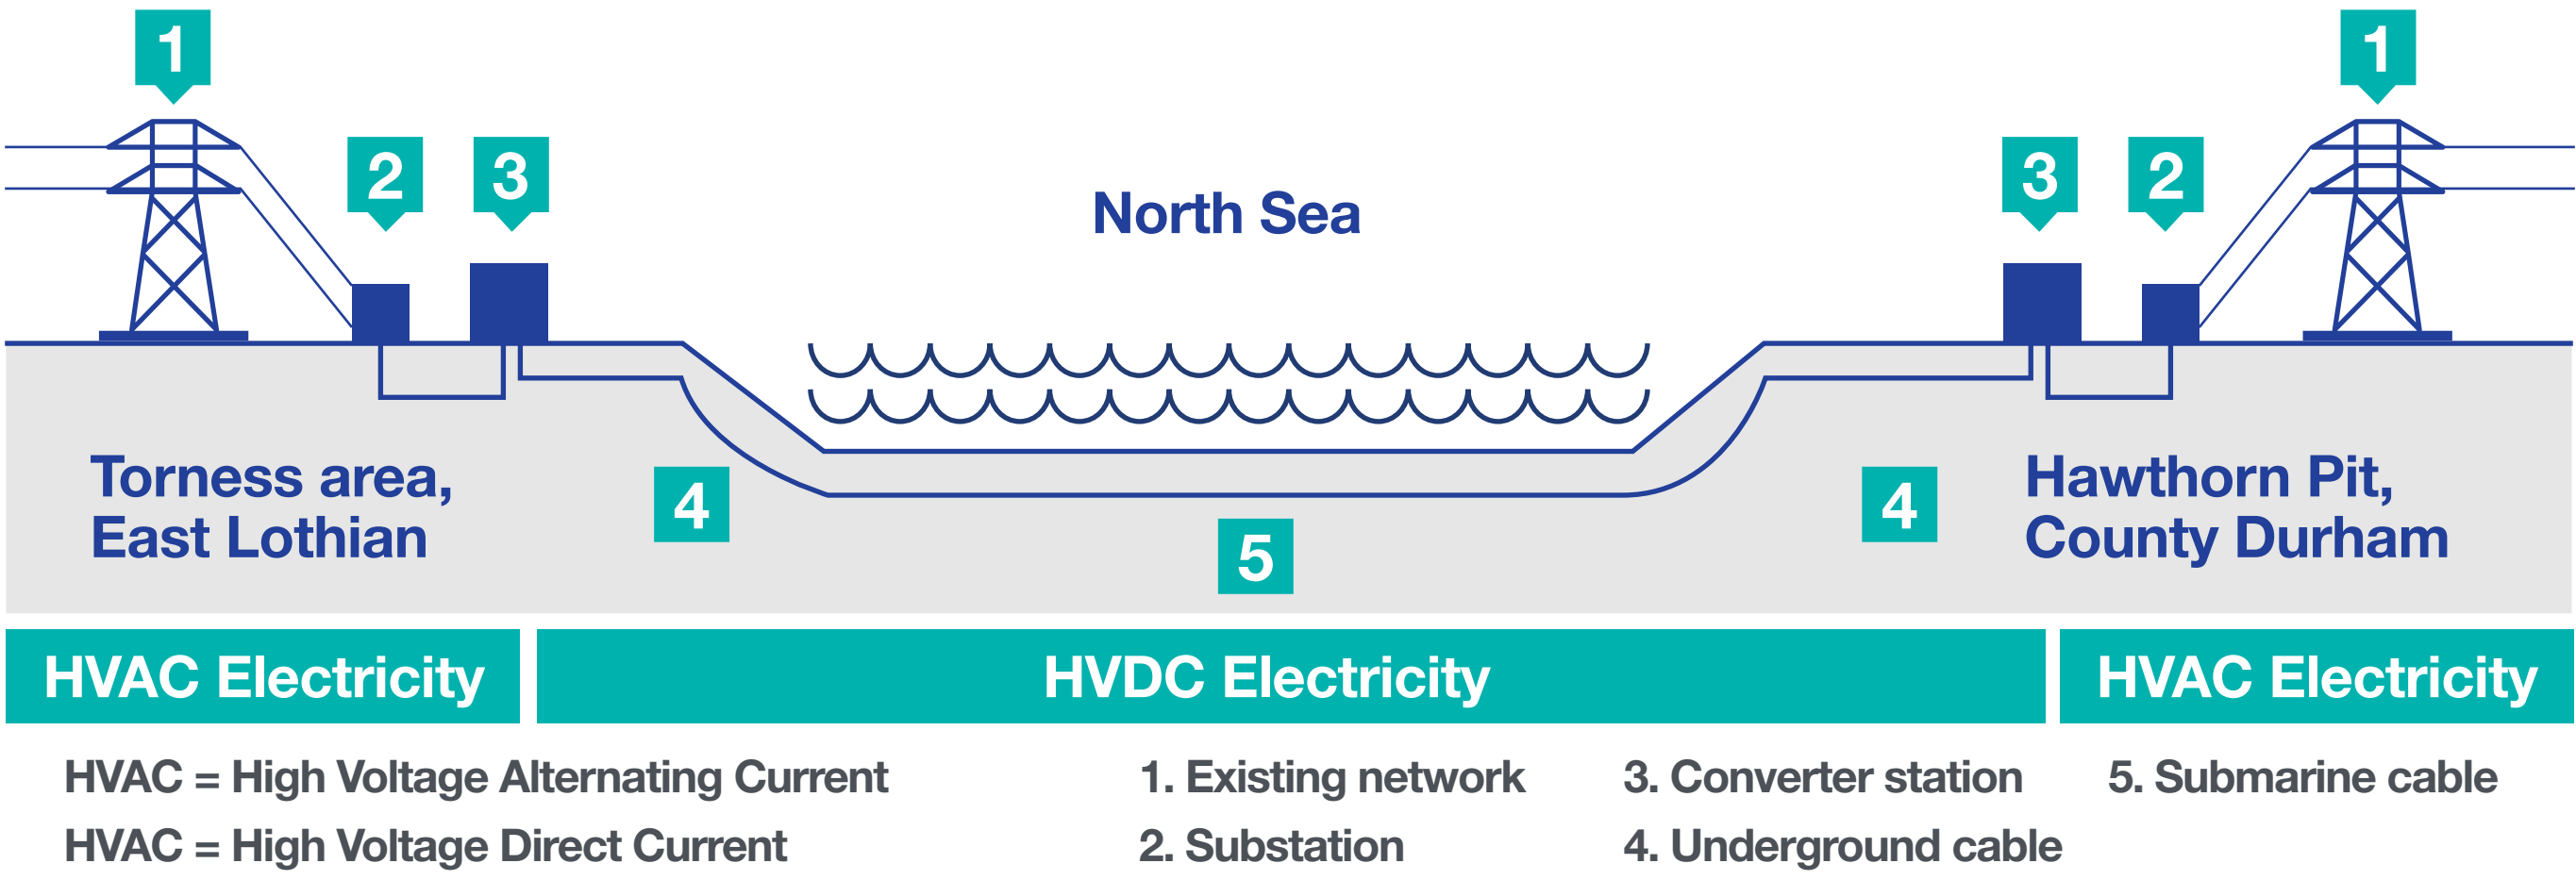 1
1
2
3
3
2
North Sea
Torness area,
East Lothian
4
5
4
Hawthorn Pit,
County Durham
HVAC Electricity
HVDC Electricity
HVAC Electricity
HVAC = High Voltage Alternating Current
HVAC = High Voltage Direct Current
1. Existing network
2. Substation
3. Converter station
4. Underground cable
5. Submarine cable